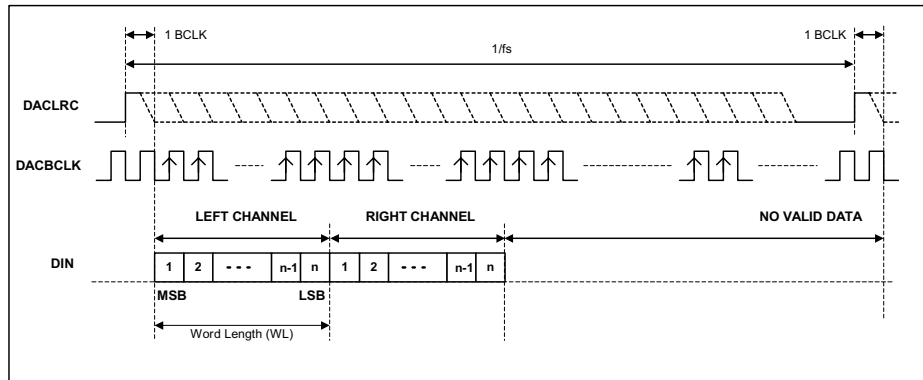 1 BCLK 1 BCLK
1/fs
DACLRC
DACBCLK
LEFT CHANNEL RIGHT CHANNEL NO VALID DATA
DIN 1 2 - - - n-1 n 1 2 - - - n-1 n
MSB LSB
Word Length (WL)